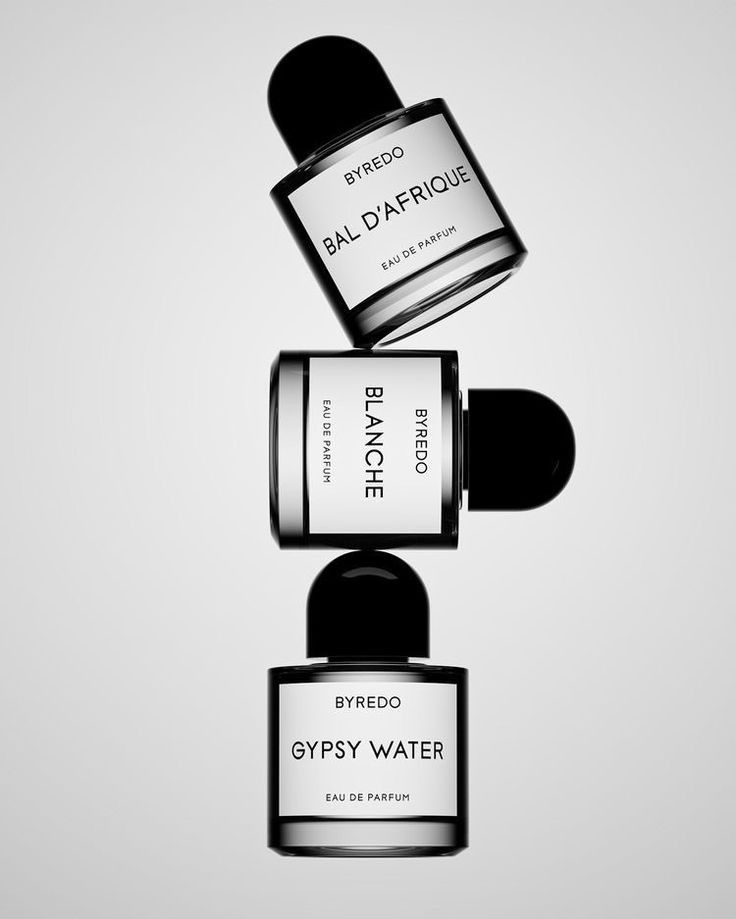 BYREDO
BAL D'AFRIQUE
EAU DE PARFUM
BYREDO
BLANCHE
EAU DE PARFUM
BYREDO
GYPSY WATER
EAU DE PARFUM